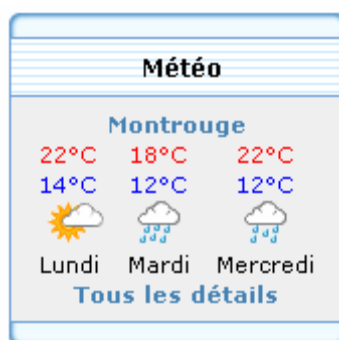 Météo
Montrouge
22°C 18°C 22°C
14°C 12°C 12°C
Lundi Mardi Mercredi
Tous les détails